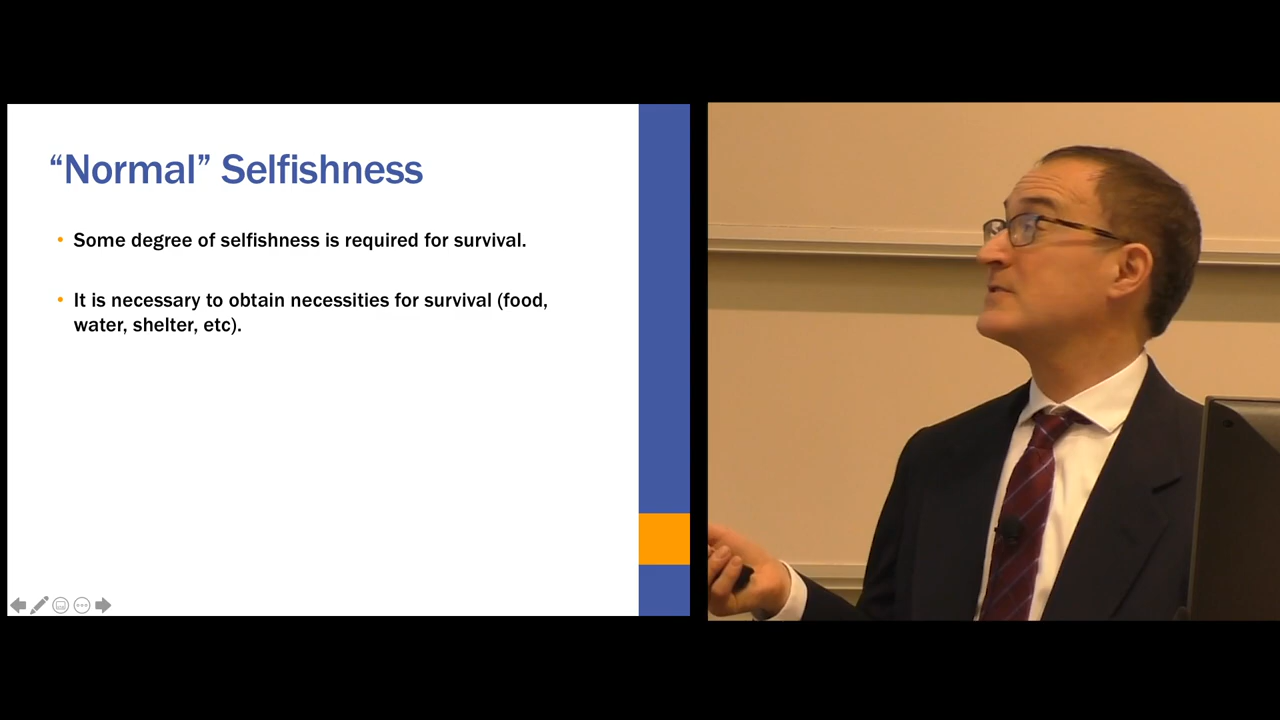 “Normal” Selfishness
• Some degree of selfishness is required for survival.
• It is necessary to obtain necessities for survival (food,
water, shelter, etc).